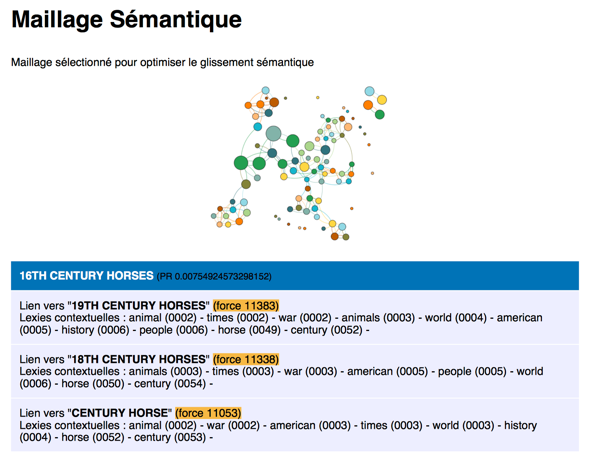 Maillage Sémantique
Maillage sélectionné pour optimiser le glissement sémantique
16TH CENTURY HORSES (PR 0.00754924573298152)
Lien vers "19TH CENTURY HORSES" (force 11383)
Lexies contextuelles : animal (0002) - times (0002) - war (0002) - animals (0003) - world (0004) - american
(0005) - history (0006) - people (0006) - horse (0049) - century (0052) -
Lien vers "18TH CENTURY HORSES" (force 11338)
Lexies contextuelles : animals (0003) - times (0003) - war (0003) - american (0005) - people (0005) - world
(0006) - horse (0050) - century (0054) -
Lien vers "CENTURY HORSE" (force 11053)
Lexies contextuelles : animal (0002) - war (0002) - american (0003) - times (0003) - world (0003) - history
(0004) - horse (0052) - century (0053) -